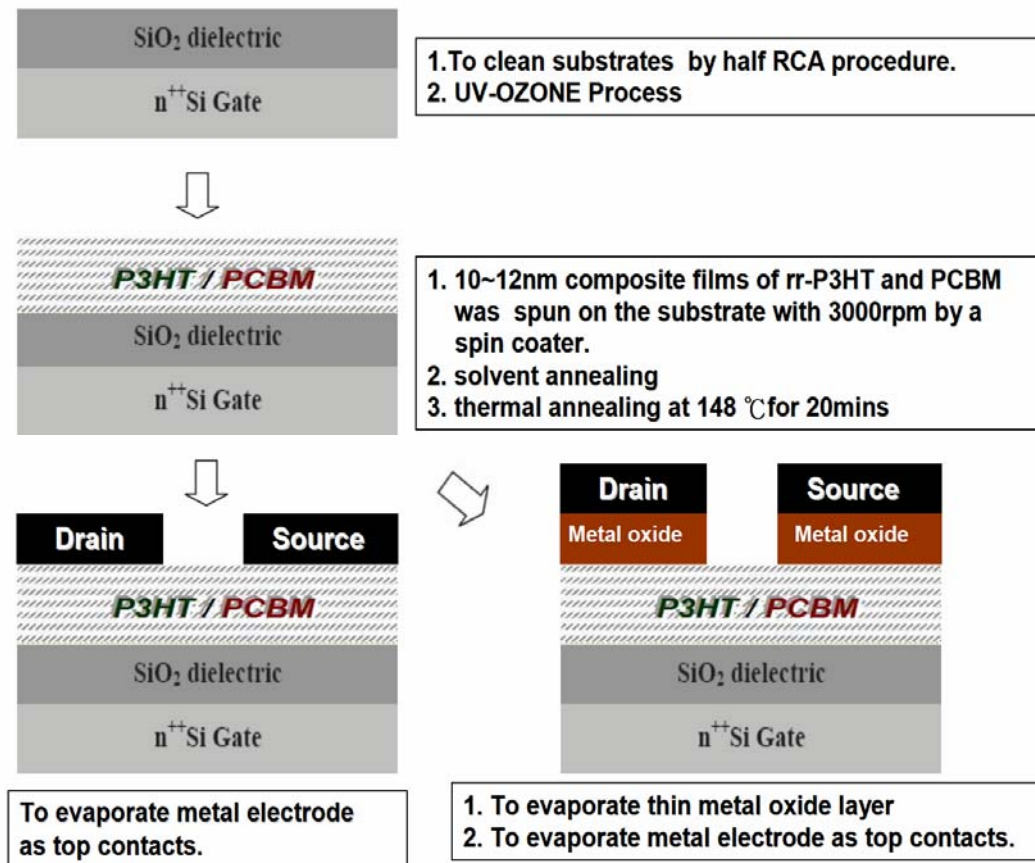 SiO₂ dielectric
n⁺⁺Si Gate
1.To clean substrates by half RCA procedure.
2. UV-OZONE Process
P3HT / PCBM
SiO₂ dielectric
n⁺⁺Si Gate
1. 10~12nm composite films of rr-P3HT and PCBM
was spun on the substrate with 3000rpm by a
spin coater.
2. solvent annealing
3. thermal annealing at 148 ℃for 20mins
Drain
Source
P3HT / PCBM
SiO₂ dielectric
n⁺⁺Si Gate
To evaporate metal electrode
as top contacts.
Drain
Source
Metal oxide
Metal oxide
P3HT / PCBM
SiO₂ dielectric
n⁺⁺Si Gate
1. To evaporate thin metal oxide layer
2. To evaporate metal electrode as top contacts.